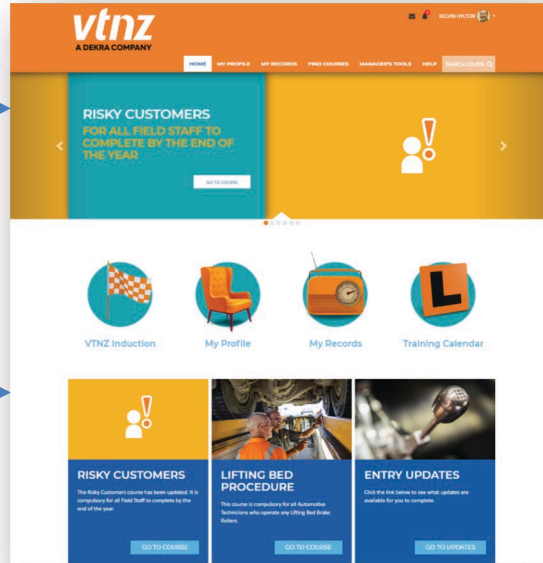 vtnz
A DEKRA COMPANY
KELVIN HYLTON
HOME MY PROFILE MY RECORDS FIND COURSES MANAGER'S TOOLS HELP SEARCH COURSE
RISKY CUSTOMERS
FOR ALL FIELD STAFF TO
COMPLETE BY THE END OF
THE YEAR
GO TO COURSE
VTNZ Induction My Profile My Records Training Calendar
RISKY CUSTOMERS
The Risky Customers course has been updated. It is
compulsory for all Field Staff to complete by the
end of the year.
GO TO COURSE
LIFTING BED
PROCEDURE
This course is compulsory for all Automotive
Technicians who operate any Lifting Bed Brake
Rollers.
GO TO COURSE
ENTRY UPDATES
Click the link below to see what updates are
available for you to complete.
GO TO UPDATES
L